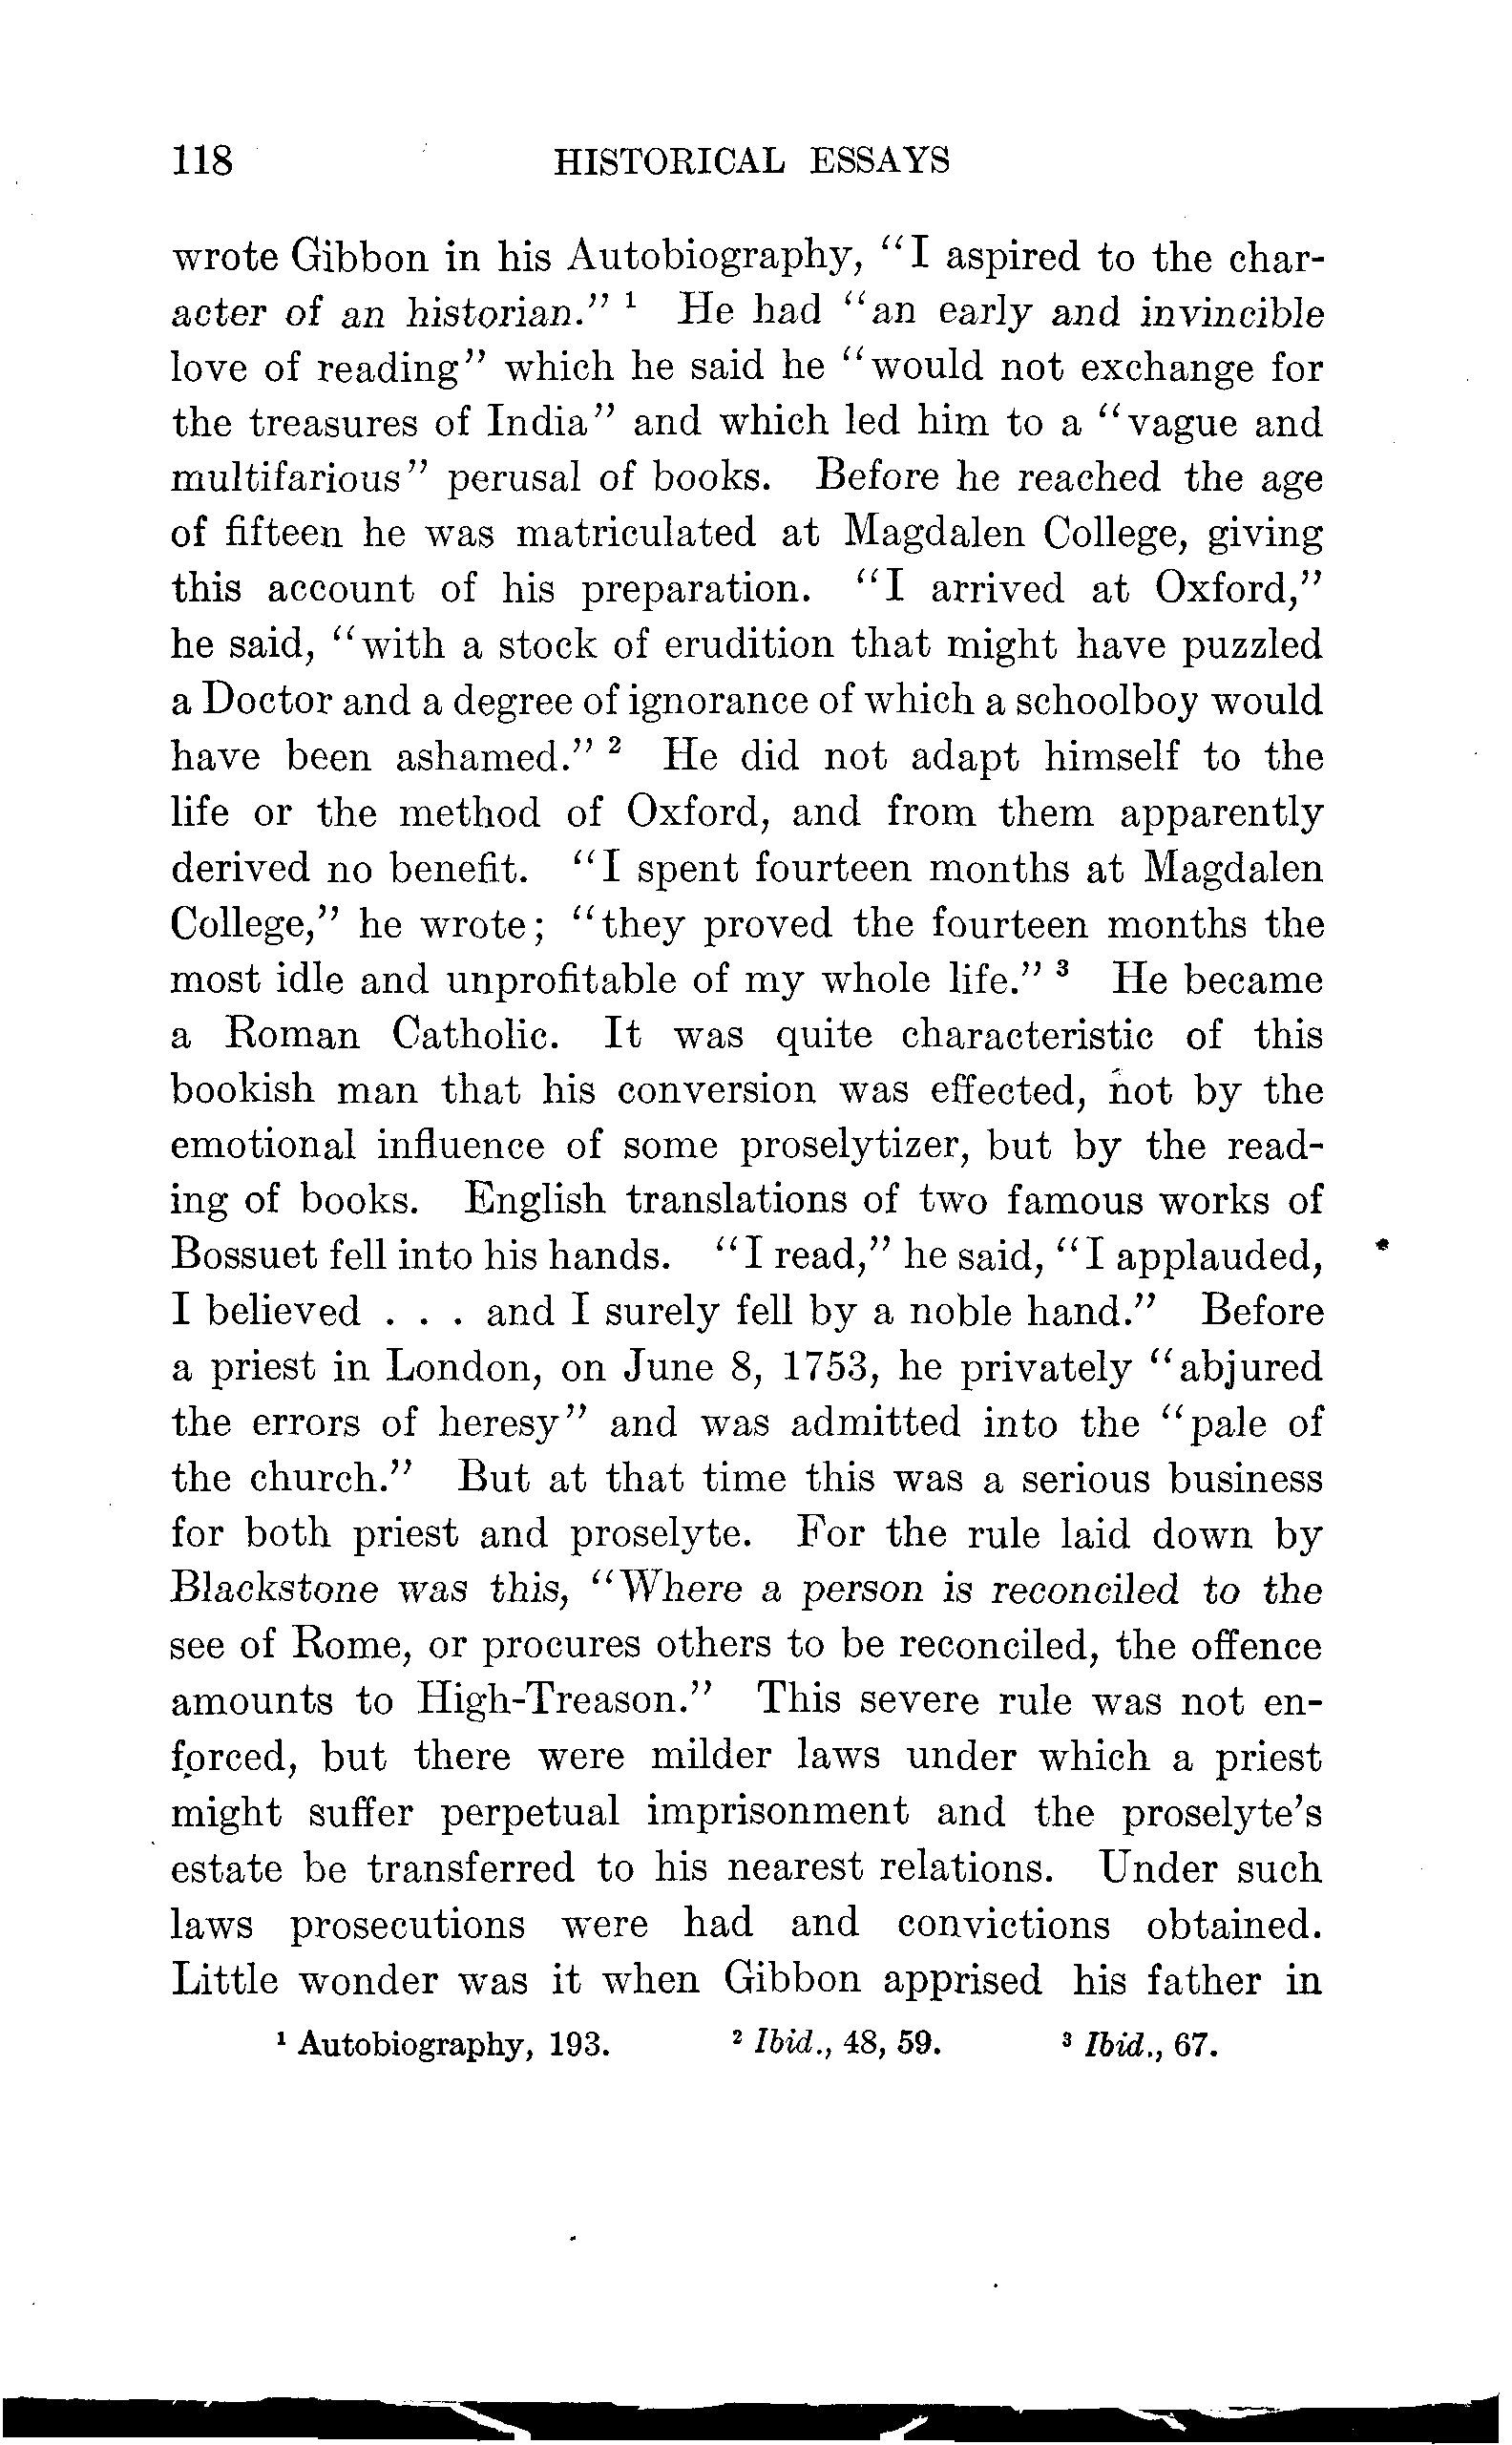 118 HISTORICAL ESSAYS
wrote Gibbon in his Autobiography, “I aspired to the char-
acter of an historian.” ¹ He had “an early and invincible
love of reading” which he said he “would not exchange for
the treasures of India” and which led him to a “vague and
multifarious” perusal of books. Before he reached the age
of fifteen he was matriculated at Magdalen College, giving
this account of his preparation. “I arrived at Oxford,”
he said, “with a stock of erudition that might have puzzled
a Doctor and a degree of ignorance of which a schoolboy would
have been ashamed.” ² He did not adapt himself to the
life or the method of Oxford, and from them apparently
derived no benefit. “I spent fourteen months at Magdalen
College,” he wrote; “they proved the fourteen months the
most idle and unprofitable of my whole life.” ³ He became
a Roman Catholic. It was quite characteristic of this
bookish man that his conversion was effected, not by the
emotional influence of some proselytizer, but by the read-
ing of books. English translations of two famous works of
Bossuet fell into his hands. “I read,” he said, “I applauded,
I believed . . . and I surely fell by a noble hand.” Before
a priest in London, on June 8, 1753, he privately “abjured
the errors of heresy” and was admitted into the “pale of
the church.” But at that time this was a serious business
for both priest and proselyte. For the rule laid down by
Blackstone was this, “Where a person is reconciled to the
see of Rome, or procures others to be reconciled, the offence
amounts to High-Treason.” This severe rule was not en-
forced, but there were milder laws under which a priest
might suffer perpetual imprisonment and the proselyte’s
estate be transferred to his nearest relations. Under such
laws prosecutions were had and convictions obtained.
Little wonder was it when Gibbon apprised his father in
¹ Autobiography, 193. ² Ibid., 48, 59. ³ Ibid., 67.